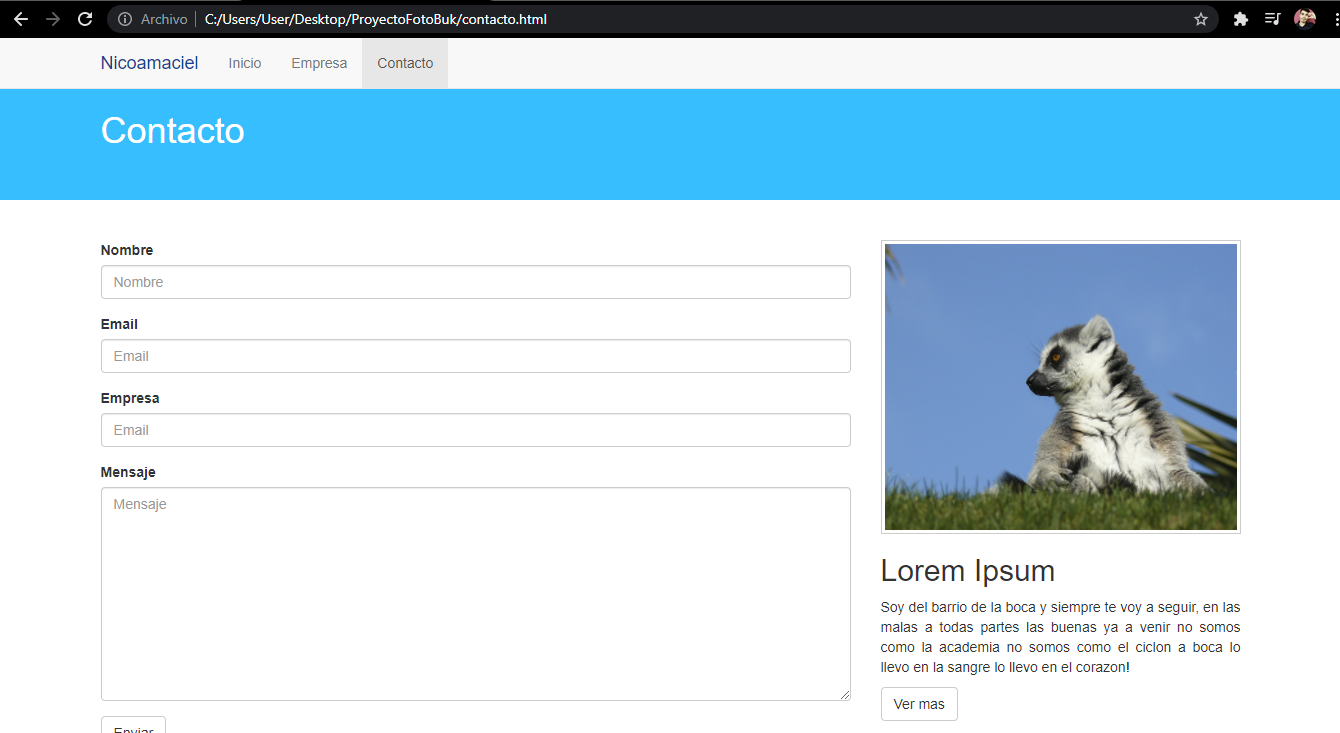 Archivo | C:/Users/User/Desktop/ProyectoFotoBuk/contacto.html
Nicoamaciel Inicio Empresa Contacto
Contacto
Nombre
Nombre
Email
Email
Empresa
Email
Mensaje
Mensaje
Enviar
Lorem Ipsum
Soy del barrio de la boca y siempre te voy a seguir, en las
malas a todas partes las buenas ya a venir no somos
como la academia no somos como el ciclon a boca lo
llevo en la sangre lo llevo en el corazon!
Ver mas